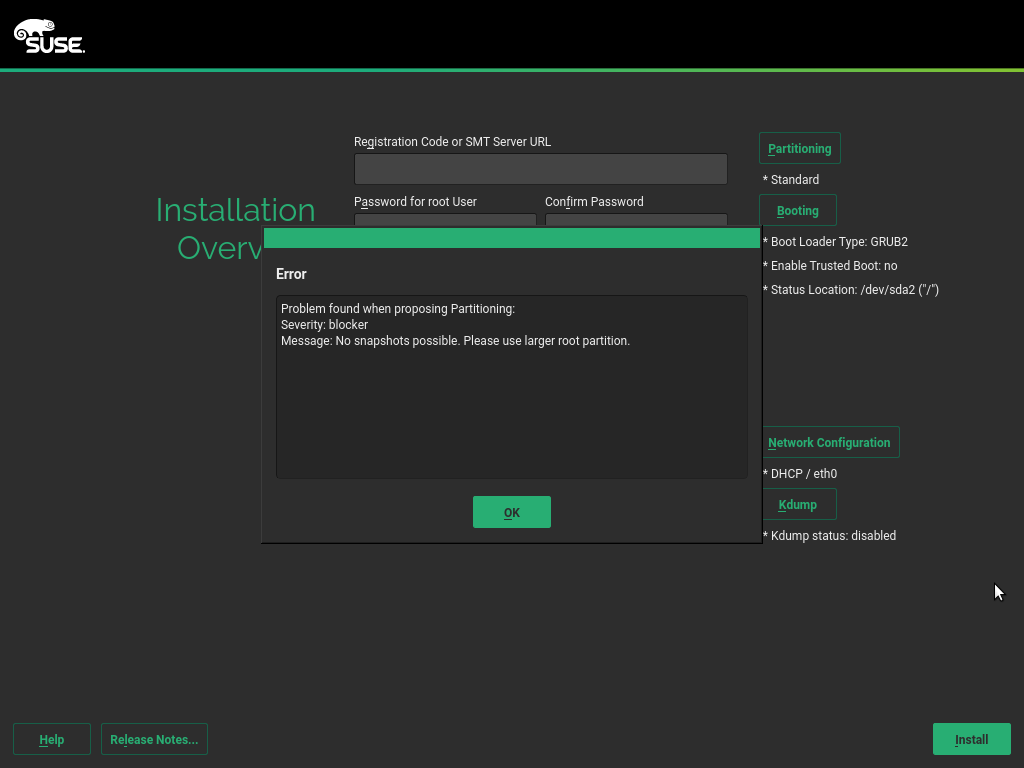 SUSE
Registration Code or SMT Server URL
Password for root User
Confirm Password
Installation
Overv
Partitioning
* Standard
Booting
* Boot Loader Type: GRUB2
* Enable Trusted Boot: no
* Status Location: /dev/sda2 ("/")
Error
Problem found when proposing Partitioning:
Severity: blocker
Message: No snapshots possible. Please use larger root partition.
OK
Network Configuration
* DHCP / eth0
Kdump
* Kdump status: disabled
Help
Release Notes...
Install